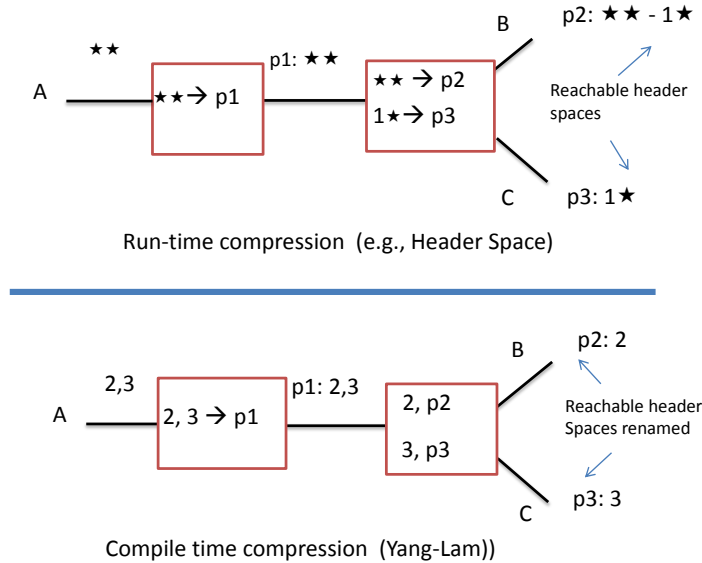 B
p2: ★★ - 1★
★★
p1: ★★
A
★★→ p1
★★ → p2
1★→ p3
Reachable header
spaces
C
p3: 1★
Run-time compression (e.g., Header Space)
B
p2: 2
2,3
p1: 2,3
A
2, 3 → p1
2, p2
3, p3
Reachable header
Spaces renamed
C
p3: 3
Compile time compression (Yang-Lam))